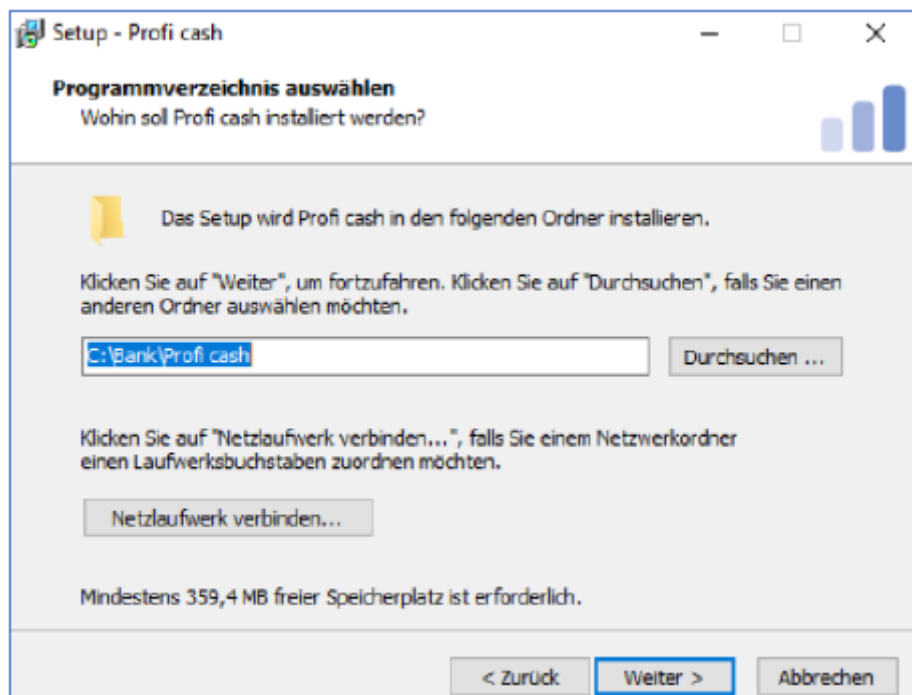 Setup - Profi cash
Programmverzeichnis auswählen
Wohin soll Profi cash installiert werden?
Das Setup wird Profi cash in den folgenden Ordner installieren.
Klicken Sie auf "Weiter", um fortzufahren. Klicken Sie auf "Durchsuchen", falls Sie einen
anderen Ordner auswählen möchten.
C:\Bank\Profi cash
Durchsuchen ...
Klicken Sie auf "Netzlaufwerk verbinden...", falls Sie einem Netzwerkordner
einen Laufwerksbuchstaben zuordnen möchten.
Netzlaufwerk verbinden...
Mindestens 359,4 MB freier Speicherplatz ist erforderlich.
< Zurück
Weiter >
Abbrechen